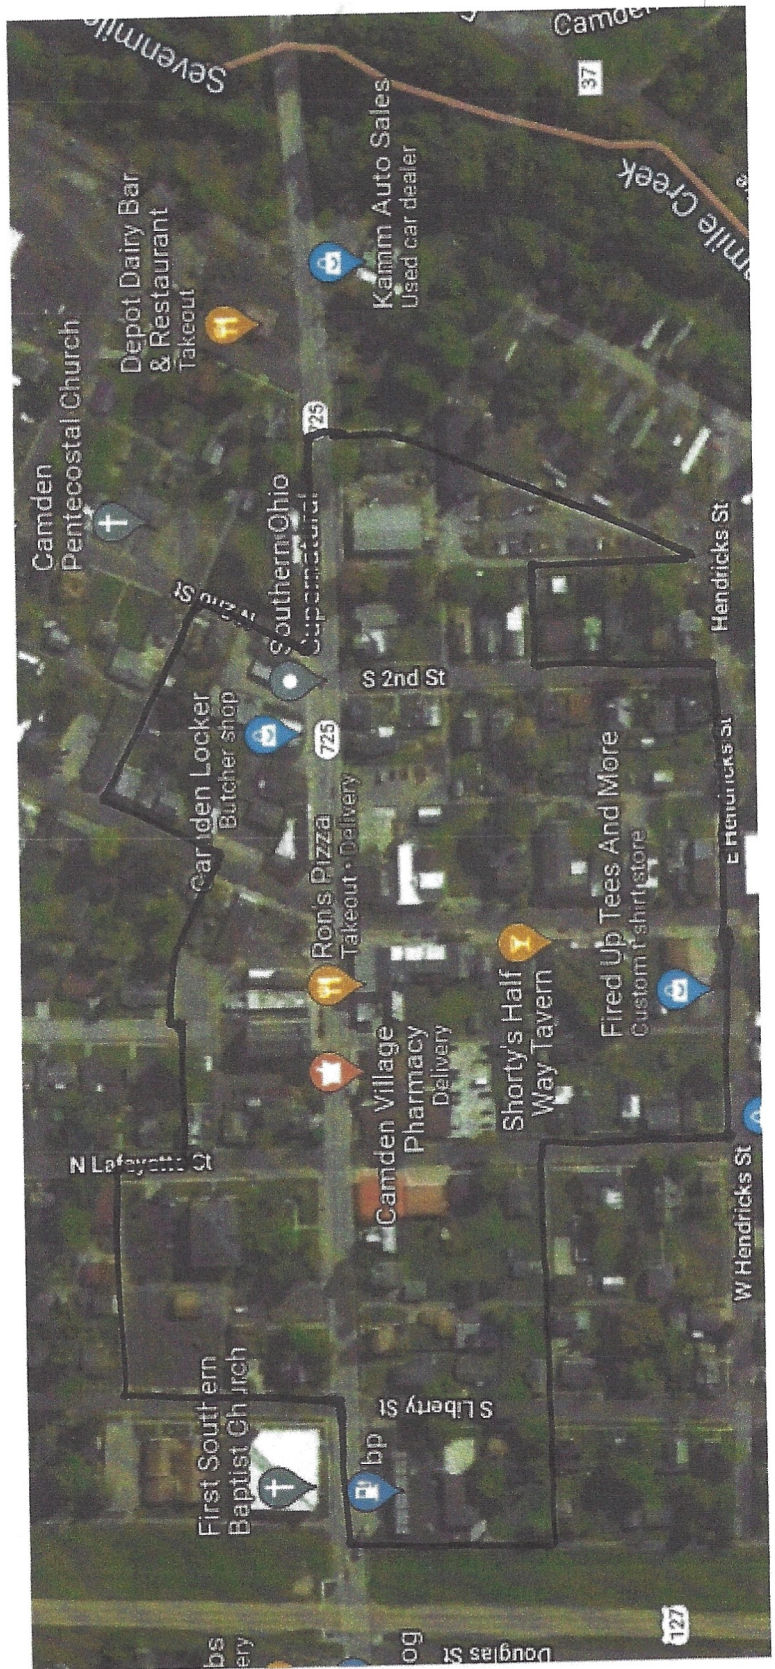 Sevenmile
Camden
37
Creek
Depot Dairy Bar
& Restaurant
Takeout
Kamm Auto Sales
Used car dealer
Camden
Pentecostal Church
725
N 2nd St
Southern Ohio
Supernatural
S 2nd St
Hendricks St
Camden Locker
Butcher shop
725
Ron's Pizza
Takeout • Delivery
E Hendricks St
Fired Up Tees And More
Custom t-shirt store
Shorty's Half
Way Tavern
Camden Village
Pharmacy
Delivery
N Lafayette St
W Hendricks St
First Southern
Baptist Church
S Liberty St
bp
127
Douglas St